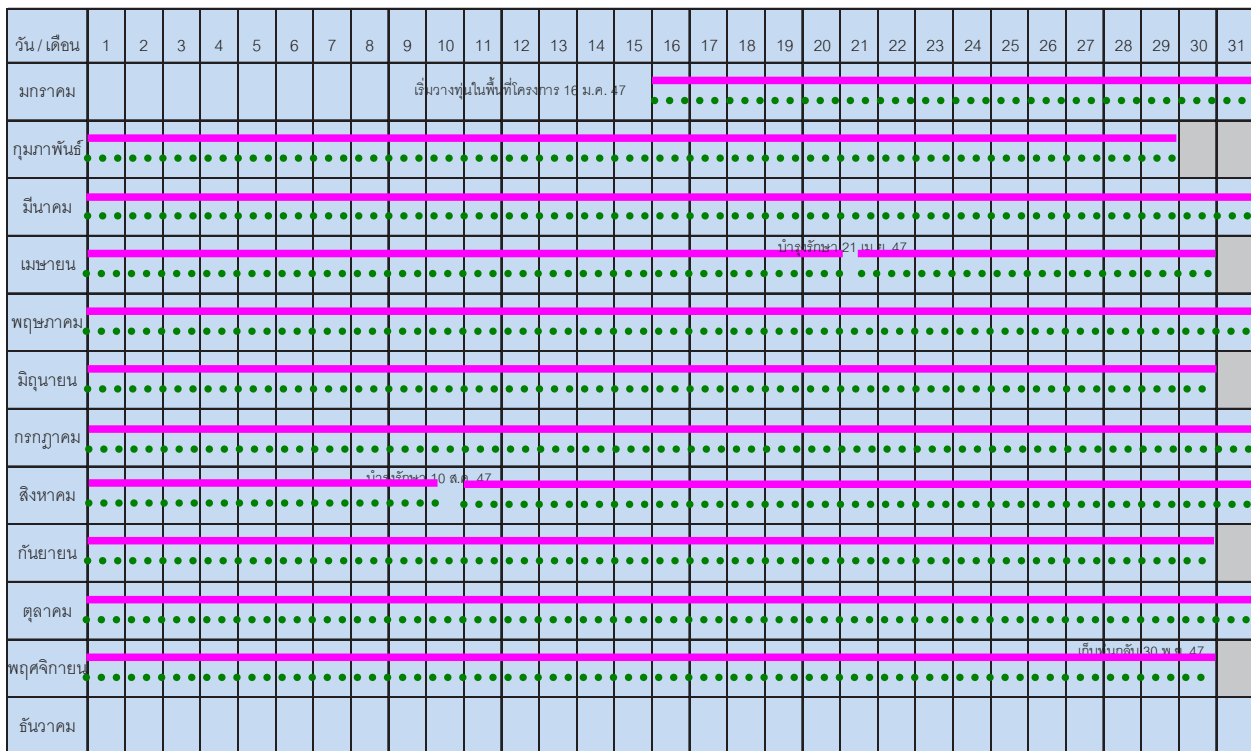 วัน / เดือน 1 2 3 4 5 6 7 8 9 10 11 12 13 14 15 16 17 18 19 20 21 22 23 24 25 26 27 28 29 30 31
มกราคม เริ่มวางทุ่นในพื้นที่โครงการ 16 ม.ค. 47
กุมภาพันธ์
มีนาคม
เมษายน บำรุงรักษา 21 เม.ย. 47
พฤษภาคม
มิถุนายน
กรกฎาคม
สิงหาคม บำรุงรักษา 10 ส.ค. 47
กันยายน
ตุลาคม
พฤศจิกายน เก็บทุ่นกลับ 30 พ.ย. 47
ธันวาคม